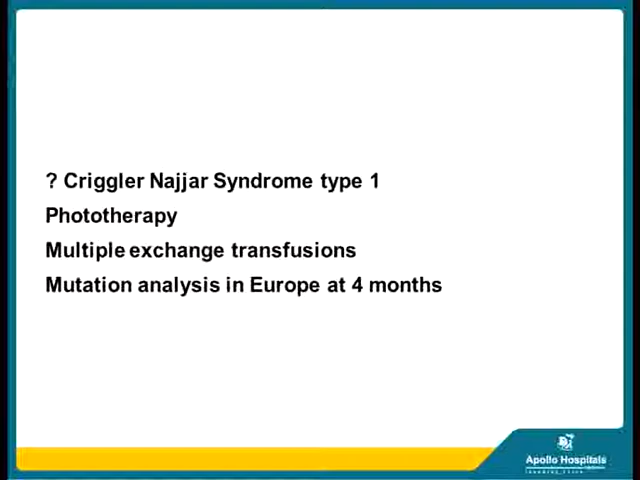 ? Criggler Najjar Syndrome type 1
Phototherapy
Multiple exchange transfusions
Mutation analysis in Europe at 4 months
Apollo Hospitals